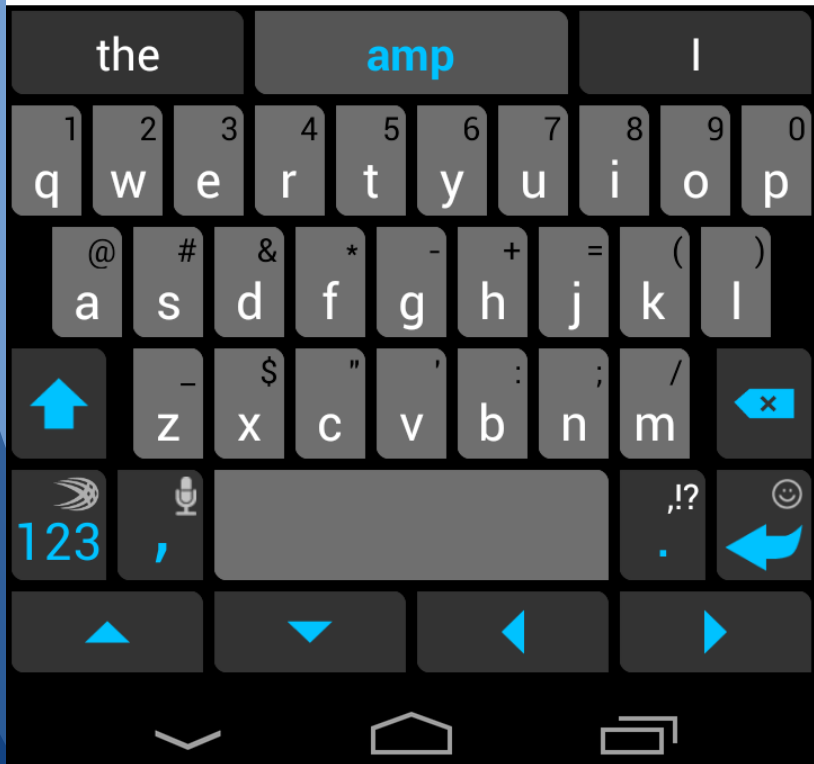 the amp I
1 2 3 4 5 6 7 8 9 0
q w e r t y u i o p
@ # & * - + = ( )
a s d f g h j k l
_ $ " ' : ; /
z x c v b n m
,!?
123 , .